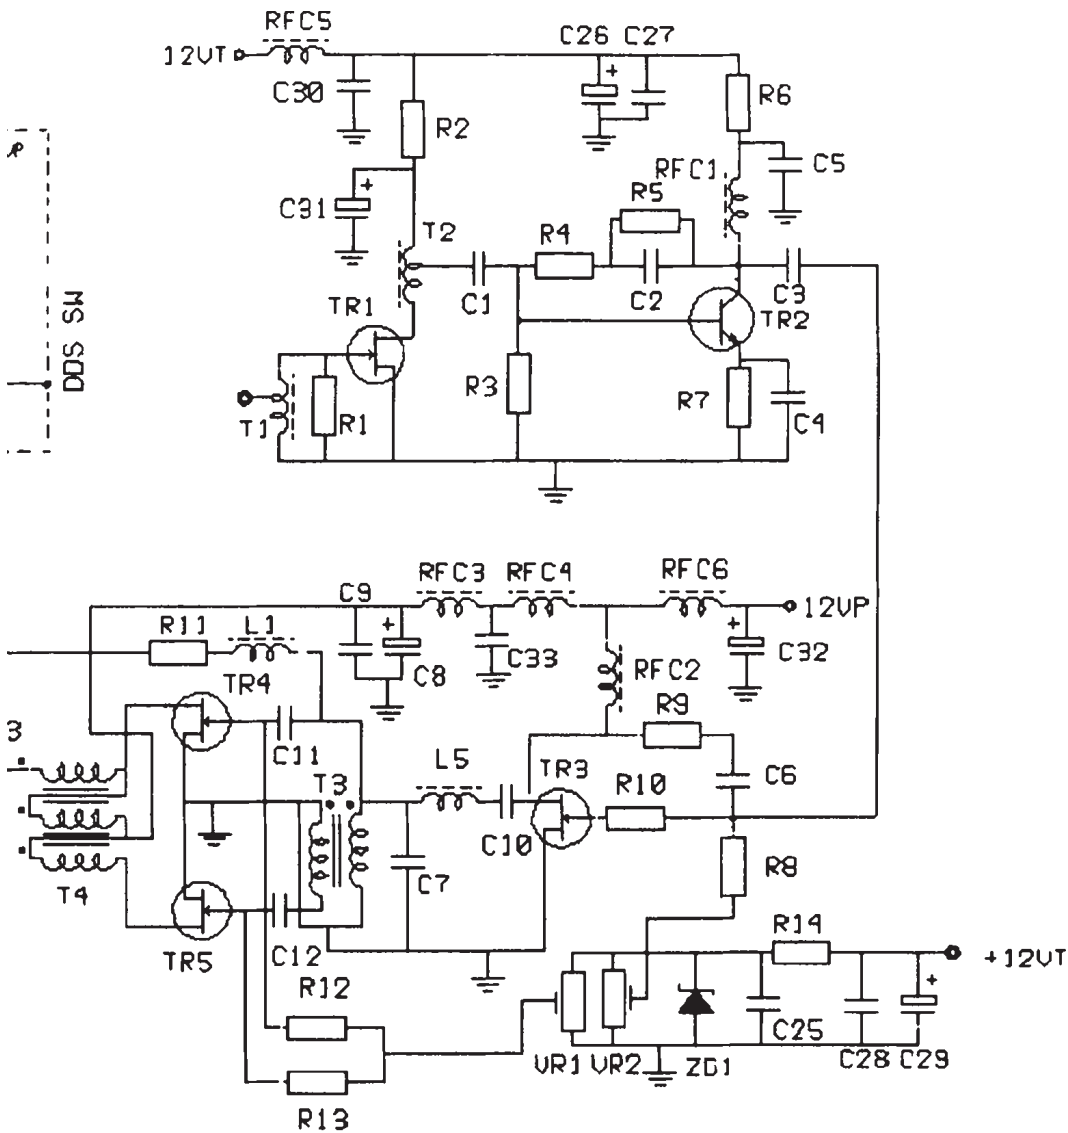 RFC5
12VT
C26 C27
C30
R6
R2
C5
RFC1
R5
C31
T2
R4
C1
C2
C3
TR1
TR2
R3
R7
T1
R1
C4
DDS SM
RFC3 RFC4 RFC6
C9
12VP
R11 L1
C33
C8
C32
TR4
RFC2
R9
3
C11
L5
TR3
C6
T3
R10
C10
R8
T4
C7
R14
TR5
C12
+12VT
R12
C25
VR1 VR2 ZD1
C28 C29
R13
+
+
+
+
+
+